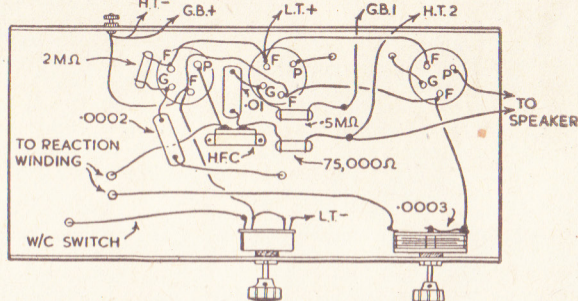 H.T.-
G.B.+
L.T.+
G.B.1
H.T.2
2MΩ
F
G
F
P
F
P
G
F
F
G
P
F
.01
.0002
.5MΩ
TO
SPEAKER
TO REACTION
WINDING
H.F.C
75,000Ω
.0003
L.T.-
W/C SWITCH